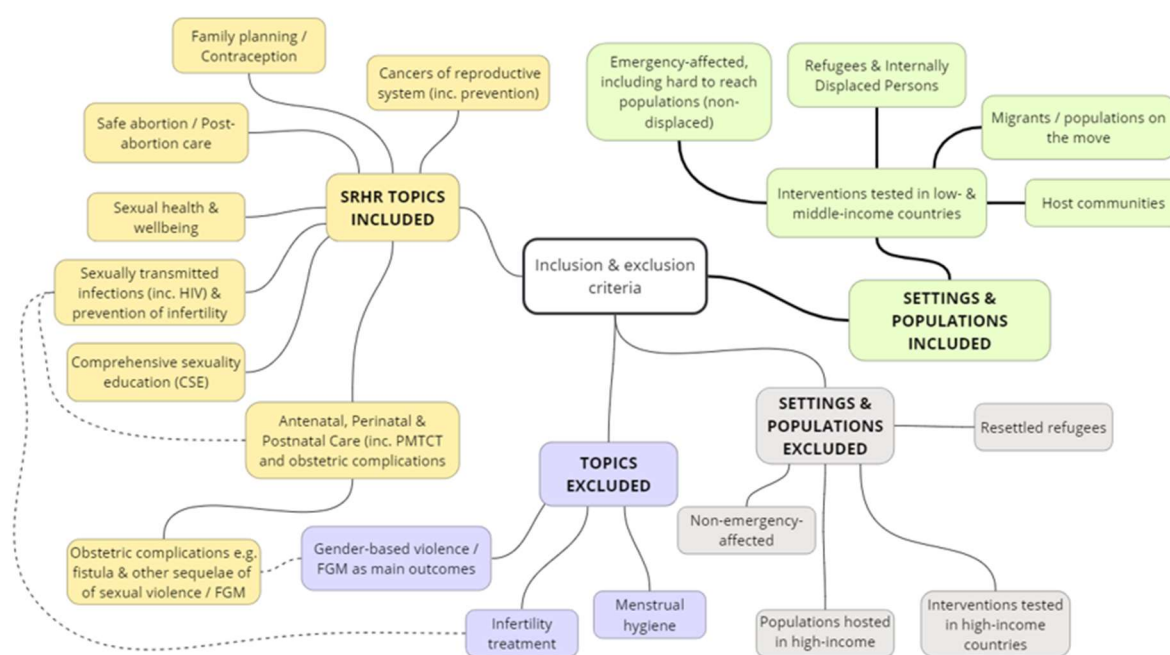 Family planning /
Contraception
Cancers of reproductive
system (inc. prevention)
Safe abortion / Post-
abortion care
SRHR TOPICS
INCLUDED
Sexual health &
wellbeing
Sexually transmitted
infections (inc. HIV) &
prevention of infertility
Comprehensive sexuality
education (CSE)
Antenatal, Perinatal &
Postnatal Care (inc. PMTCT
and obstetric complications
Obstetric complications e.g.
fistula & other sequelae of
of sexual violence / FGM
Inclusion & exclusion
criteria
Emergency-affected,
including hard to reach
populations (non-
displaced)
Refugees & Internally
Displaced Persons
Migrants / populations on
the move
Interventions tested in low- &
middle-income countries
Host communities
SETTINGS &
POPULATIONS
INCLUDED
SETTINGS &
POPULATIONS
EXCLUDED
Resettled refugees
Non-emergency-
affected
Populations hosted
in high-income
Interventions tested
in high-income
countries
TOPICS
EXCLUDED
Gender-based violence /
FGM as main outcomes
Infertility
treatment
Menstrual
hygiene